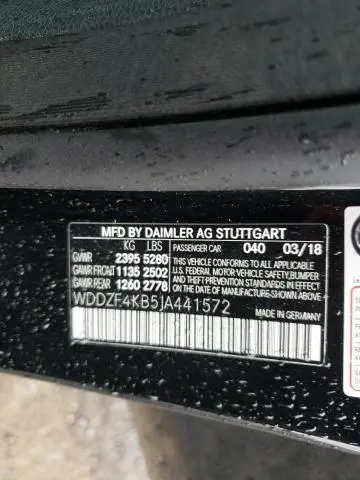 MFD BY DAIMLER AG STUTTGART
KG LBS PASSENGER CAR 040 03/18
GVWR 2395 5280 THIS VEHICLE CONFORMS TO ALL APPLICABLE
GAWR FRONT 1135 2502 U.S. FEDERAL MOTOR VEHICLE SAFETY, BUMPER
GAWR REAR 1260 2778 AND THEFT PREVENTION STANDARDS IN EFFECT
ON THE DATE OF MANUFACTURE SHOWN ABOVE.
WDDZF4KB5JA441572
MADE IN GERMANY